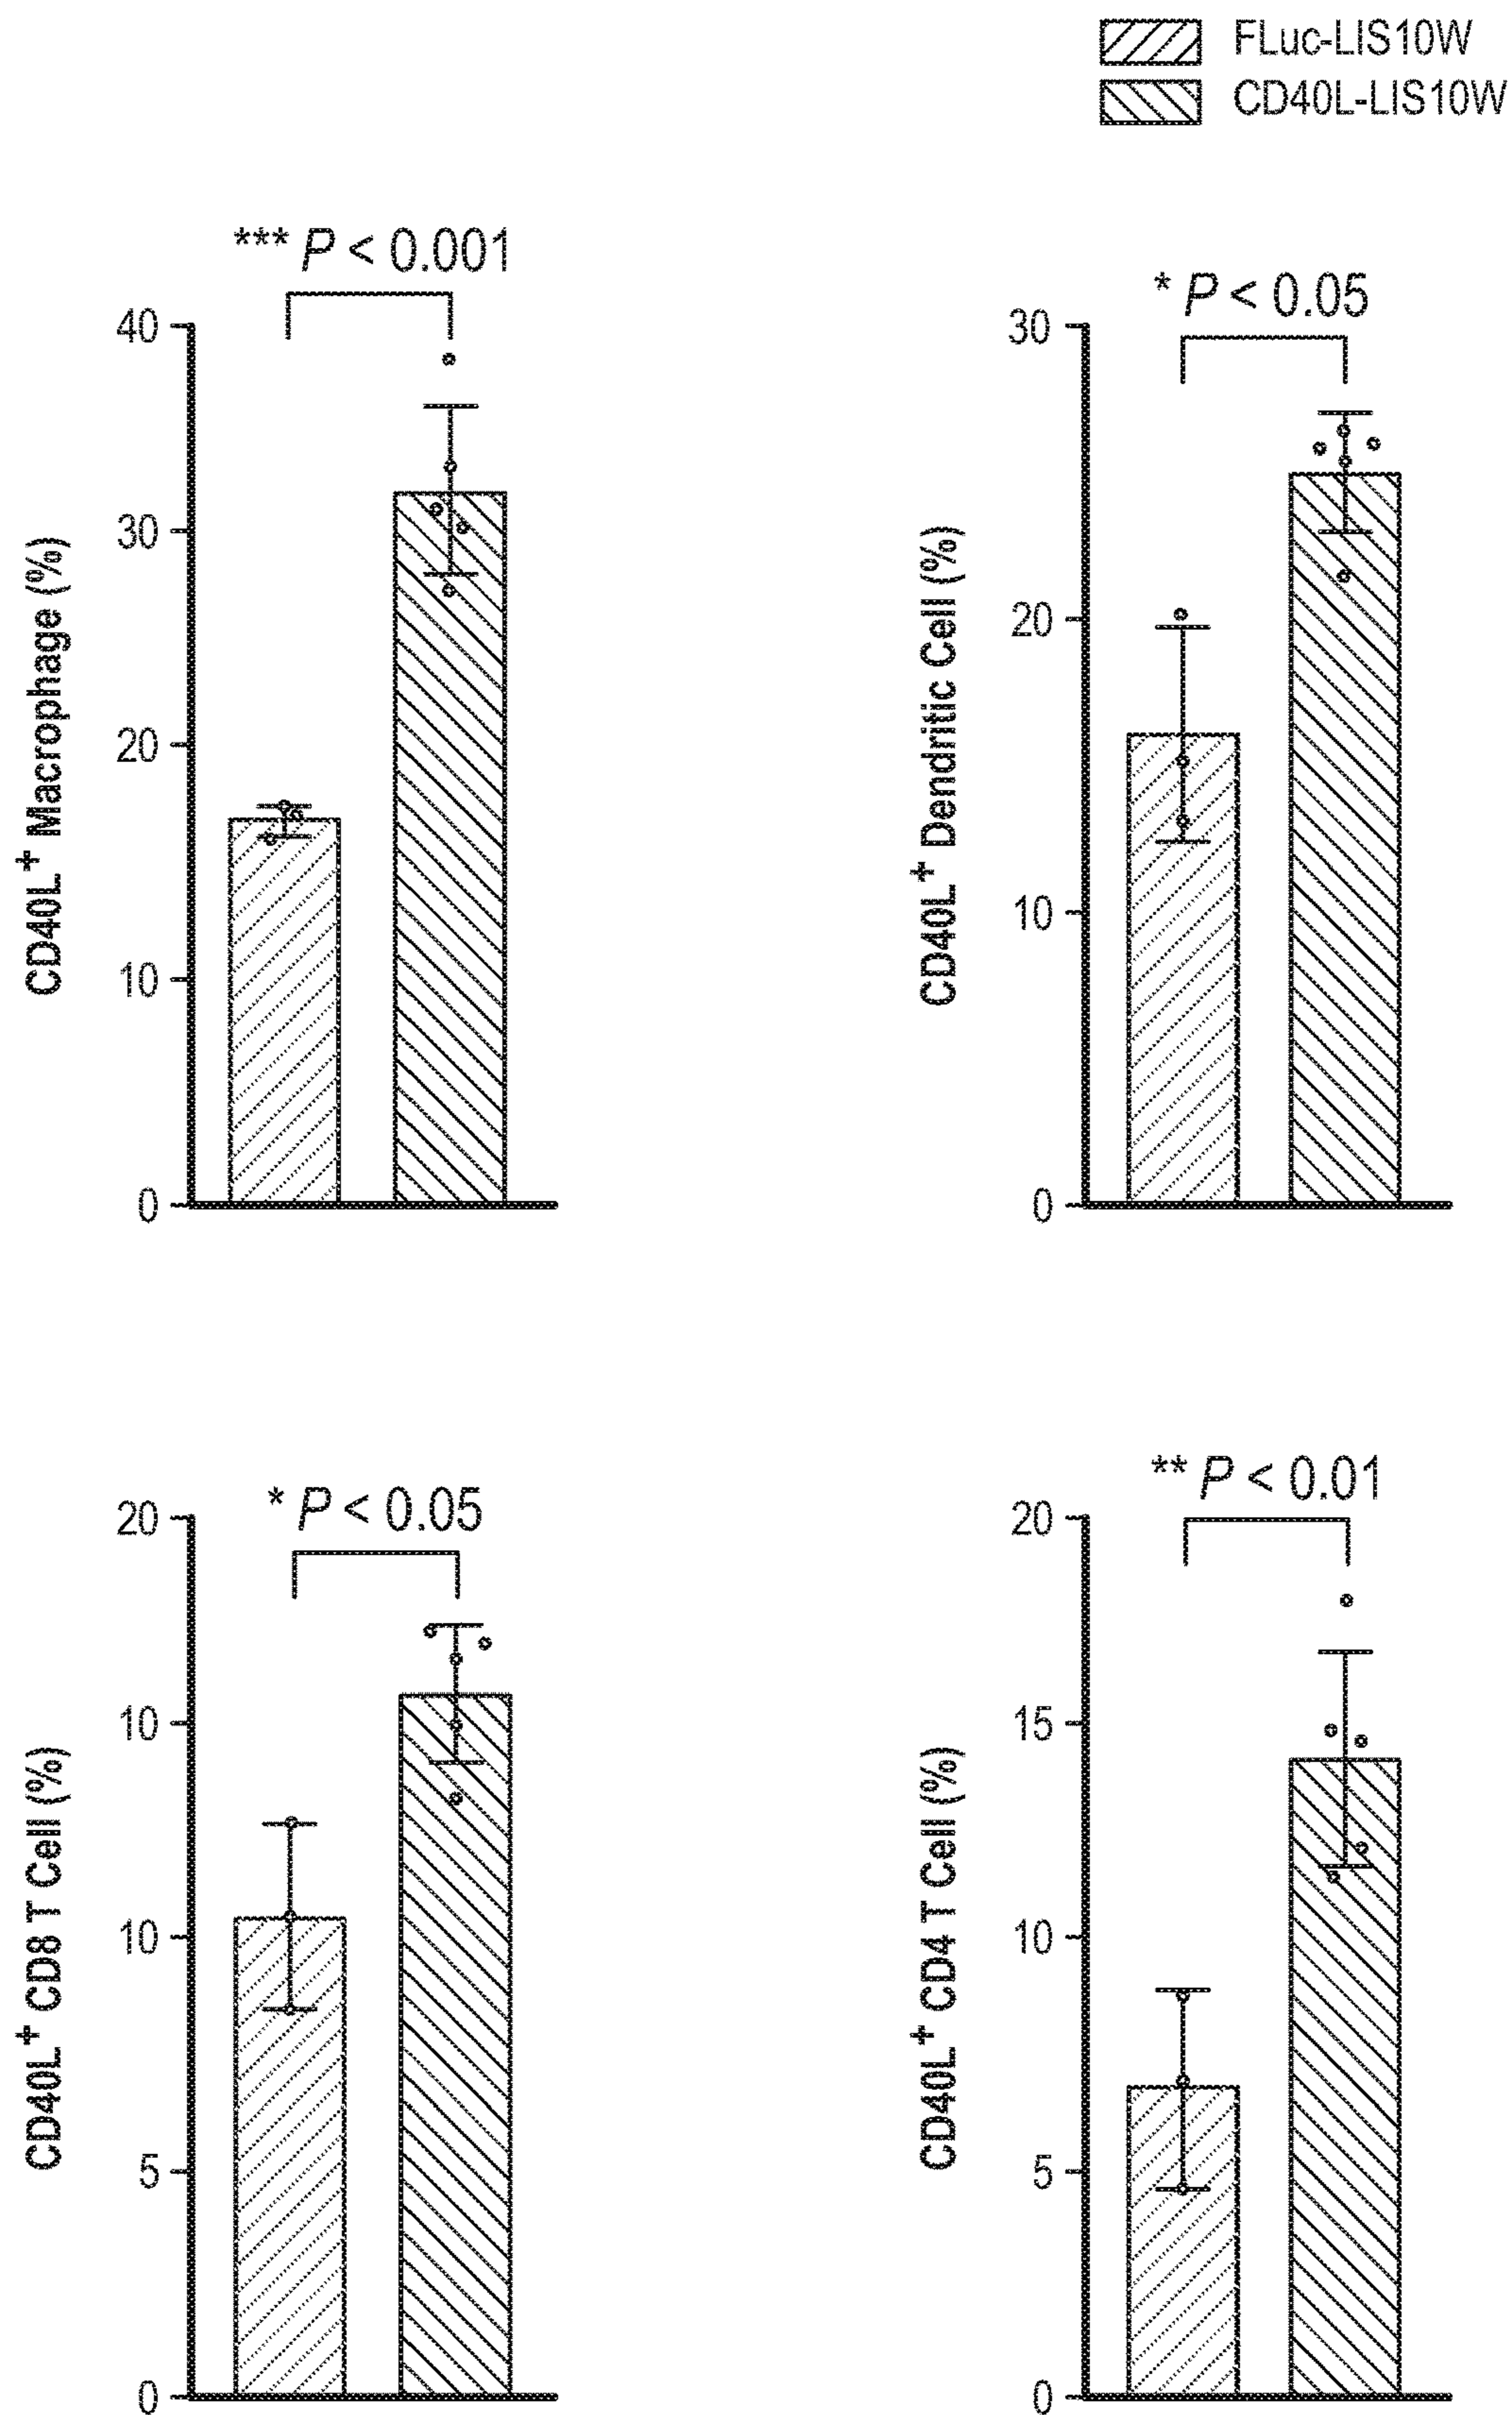 FLuc-LIS10W
CD40L-LIS10W
*** P < 0.001
40
30
20
10
0
CD40L+ Macrophage (%)
* P < 0.05
30
20
10
0
CD40L+ Dendritic Cell (%)
* P < 0.05
20
10
10
5
0
CD40L+ CD8 T Cell (%)
** P < 0.01
20
15
10
5
0
CD40L+ CD4 T Cell (%)